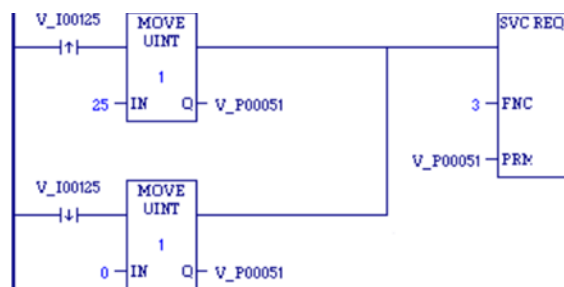 V_I00125
MOVE
UINT
1
25 IN Q V_P00051
SVC REQ
3 FNC
V_P00051 PRM
V_I00125
MOVE
UINT
1
0 IN Q V_P00051